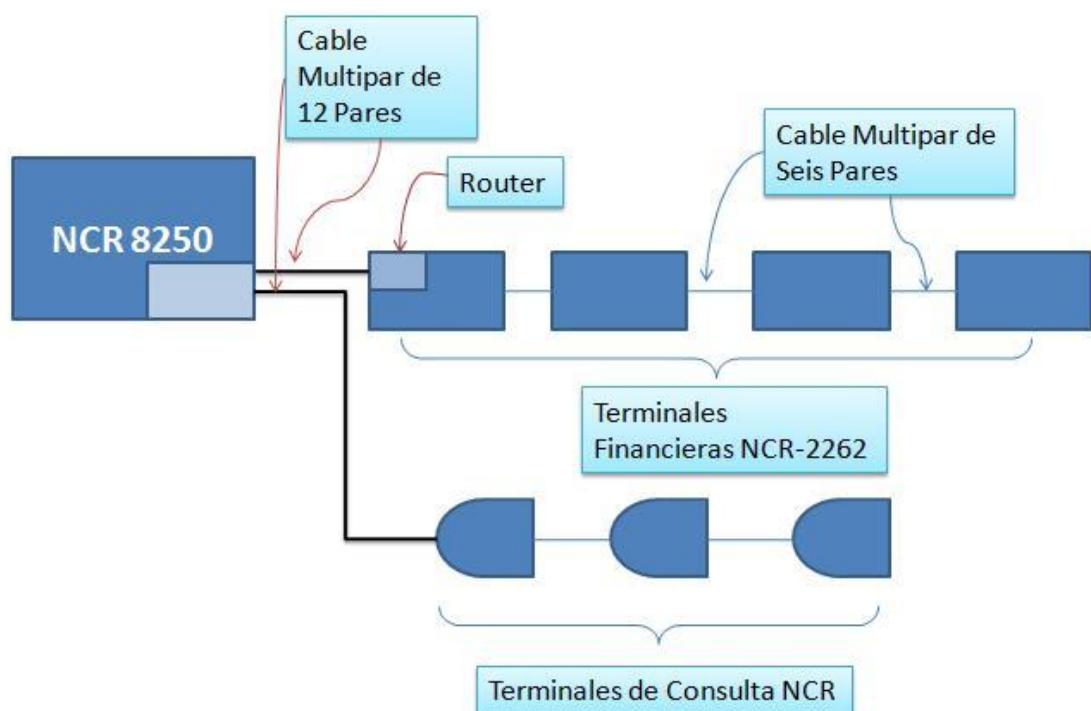 Cable
Multipar de
12 Pares
Cable Multipar de
Seis Pares
Router
NCR 8250
Terminales
Financieras NCR-2262
Terminales de Consulta NCR